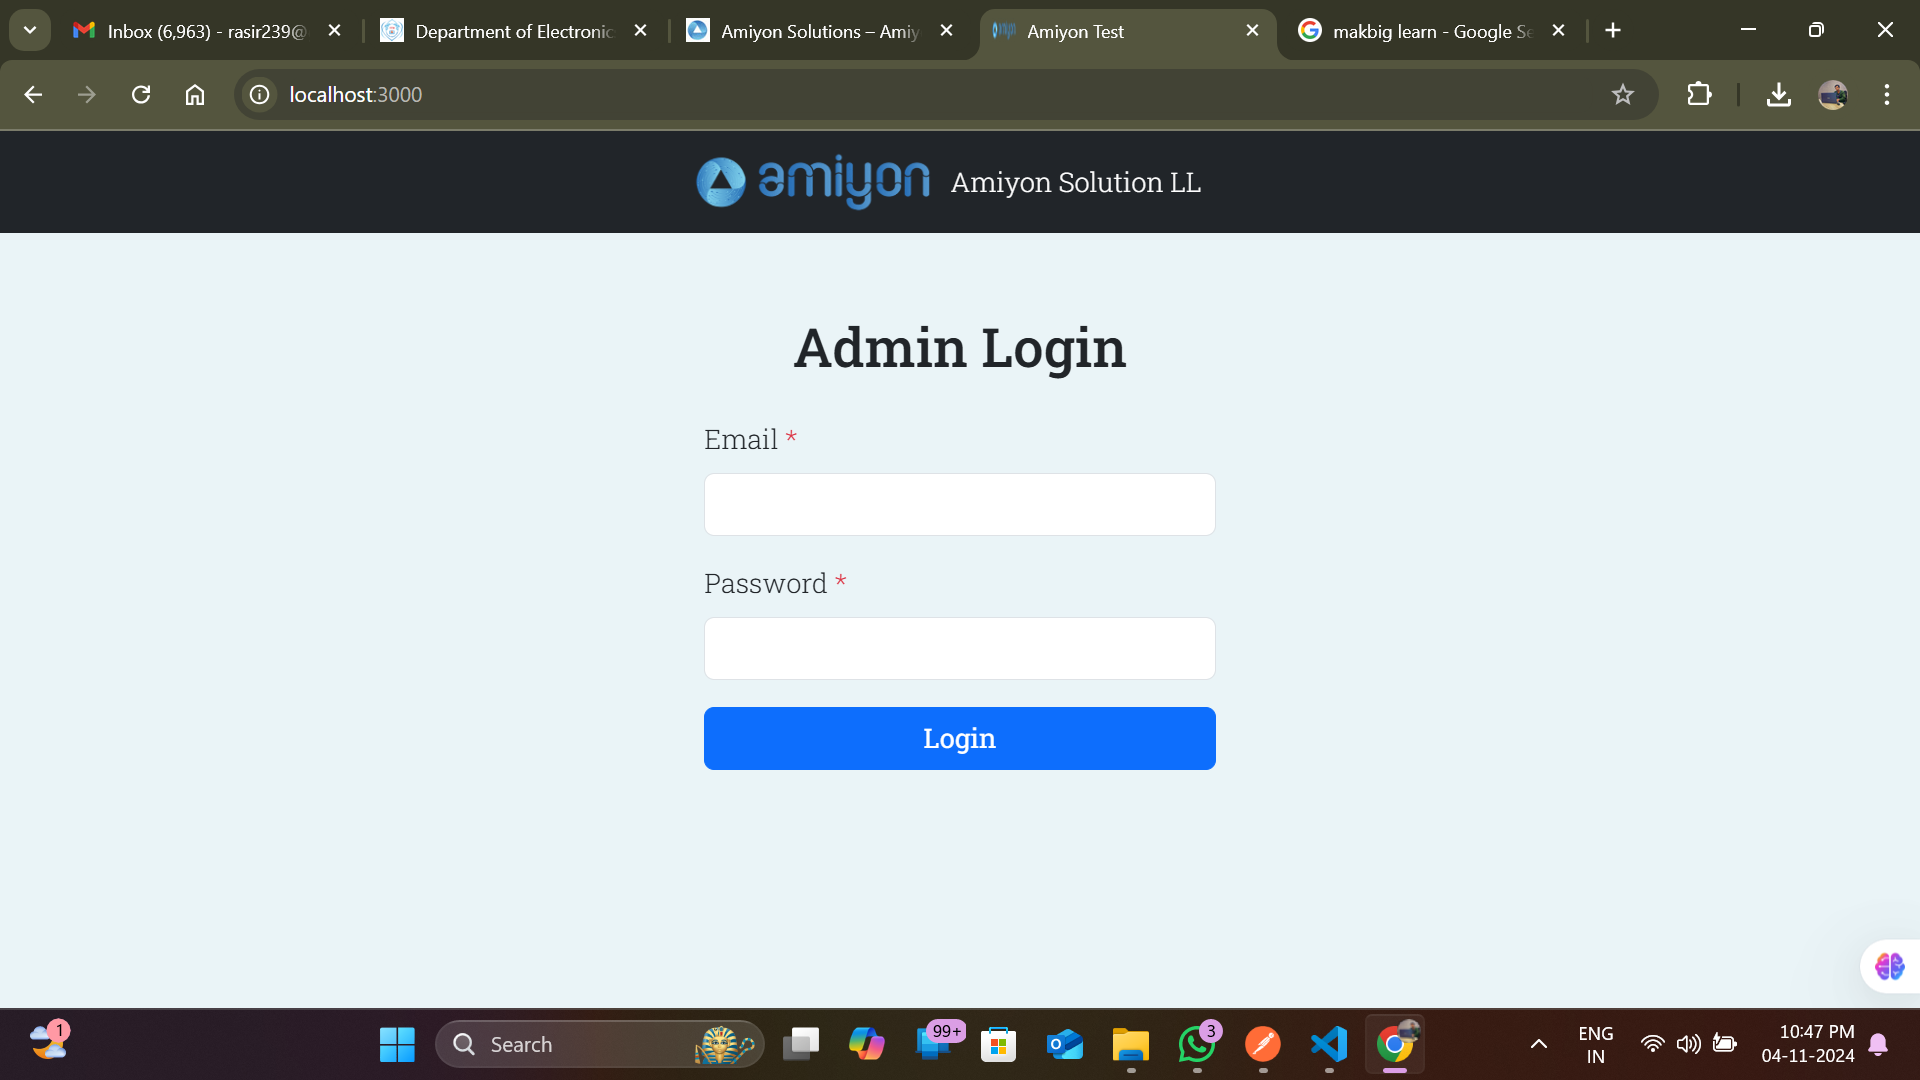 Inbox (6,963) - rasir239@
Department of Electronic
Amiyon Solutions – Amiy
Amiyon Test
makbig learn - Google Se
localhost:3000
amiyon
Amiyon Solution LL
Admin Login
Email *
Password *
Login
1
Search
99+
3
ENG
IN
10:47 PM
04-11-2024